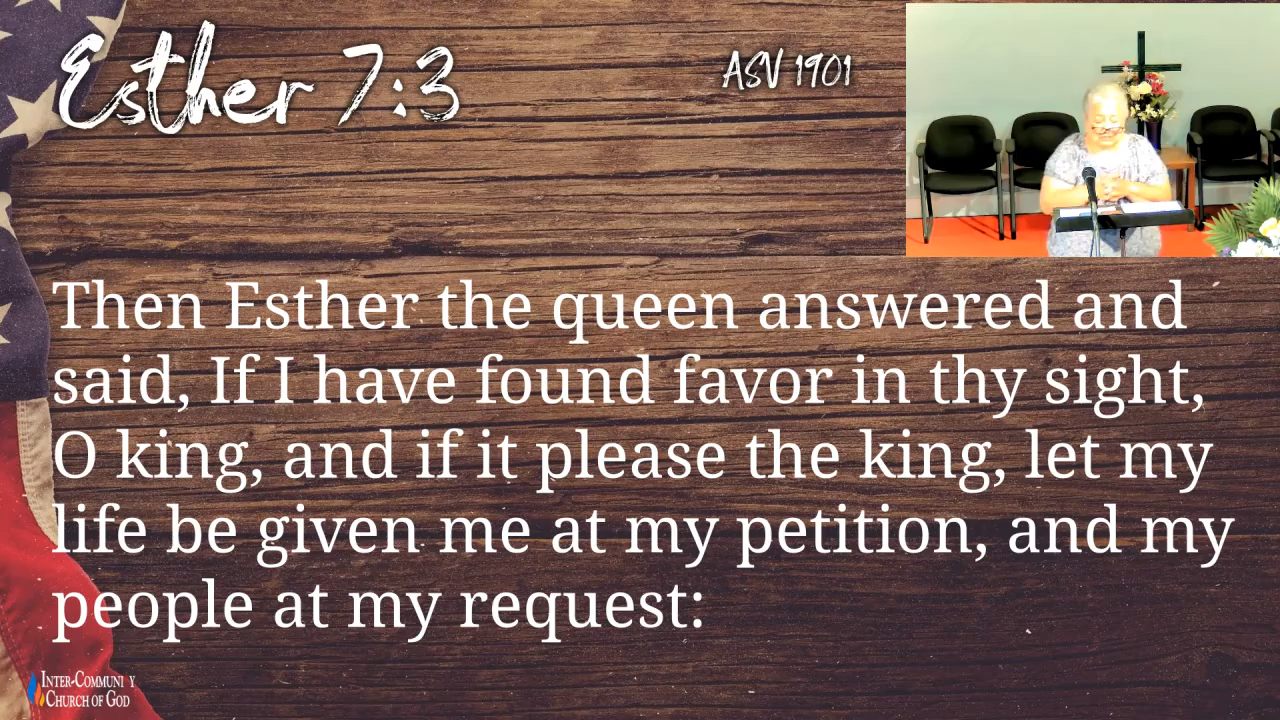 Esther 7:3
ASV 1901
Then Esther the queen answered and
said, If I have found favor in thy sight,
O king, and if it please the king, let my
life be given me at my petition, and my
people at my request:
INTER-COMMUNI Y
CHURCH OF GOD